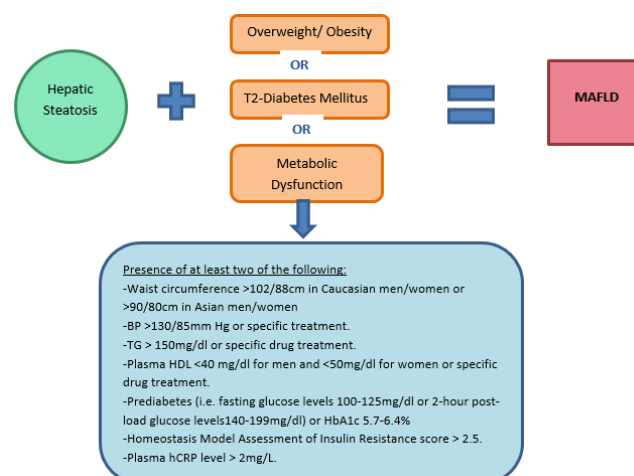 Overweight/ Obesity
OR
Hepatic
Steatosis
T2-Diabetes Mellitus
MAFLD
OR
Metabolic
Dysfunction
Presence of at least two of the following:
-Waist circumference >102/88cm in Caucasian men/women or
>90/80cm in Asian men/women
-BP >130/85mm Hg or specific treatment.
-TG > 150mg/dl or specific drug treatment.
-Plasma HDL <40 mg/dl for men and <50mg/dl for women or specific
drug treatment.
-Prediabetes (i.e. fasting glucose levels 100-125mg/dl or 2-hour post-
load glucose levels140-199mg/dl) or HbA1c 5.7-6.4%
-Homeostasis Model Assessment of Insulin Resistance score > 2.5.
-Plasma hCRP level > 2mg/L.